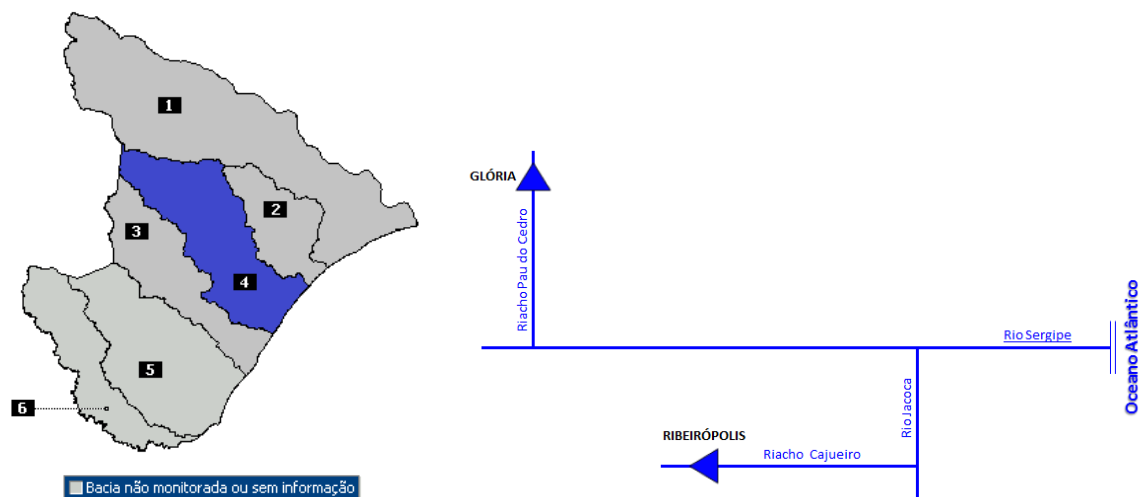 1
2
3
4
5
6
Bacia não monitorada ou sem informação
GLÓRIA
Riacho Pau do Cedro
Rio Sergipe
Oceano Atlântico
Rio Jacoca
RIBEIRÓPOLIS
Riacho Cajueiro